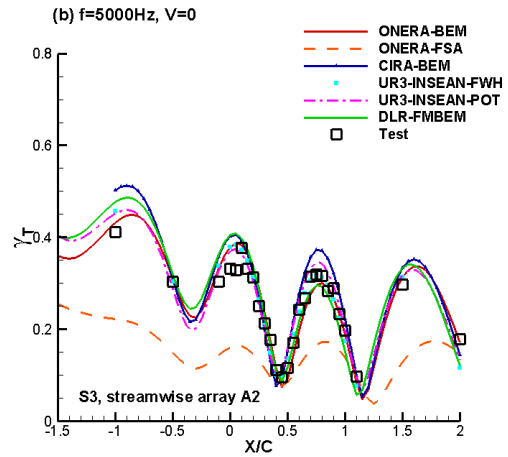 (b) f=5000Hz, V=0
ONERA-BEM
ONERA-FSA
CIRA-BEM
UR3-INSEAN-FWH
UR3-INSEAN-POT
DLR-FMBEM
Test
0.8
0.6
0.4
0.2
0
γLT
S3, streamwise array A2
-1.5 -1 -0.5 0 0.5 1 1.5 2
X/C